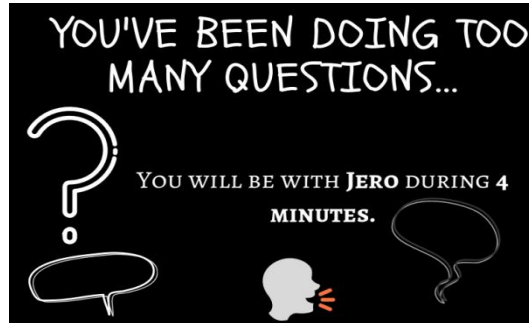 YOU'VE BEEN DOING TOO
MANY QUESTIONS...
YOU WILL BE WITH JERO DURING 4
MINUTES.